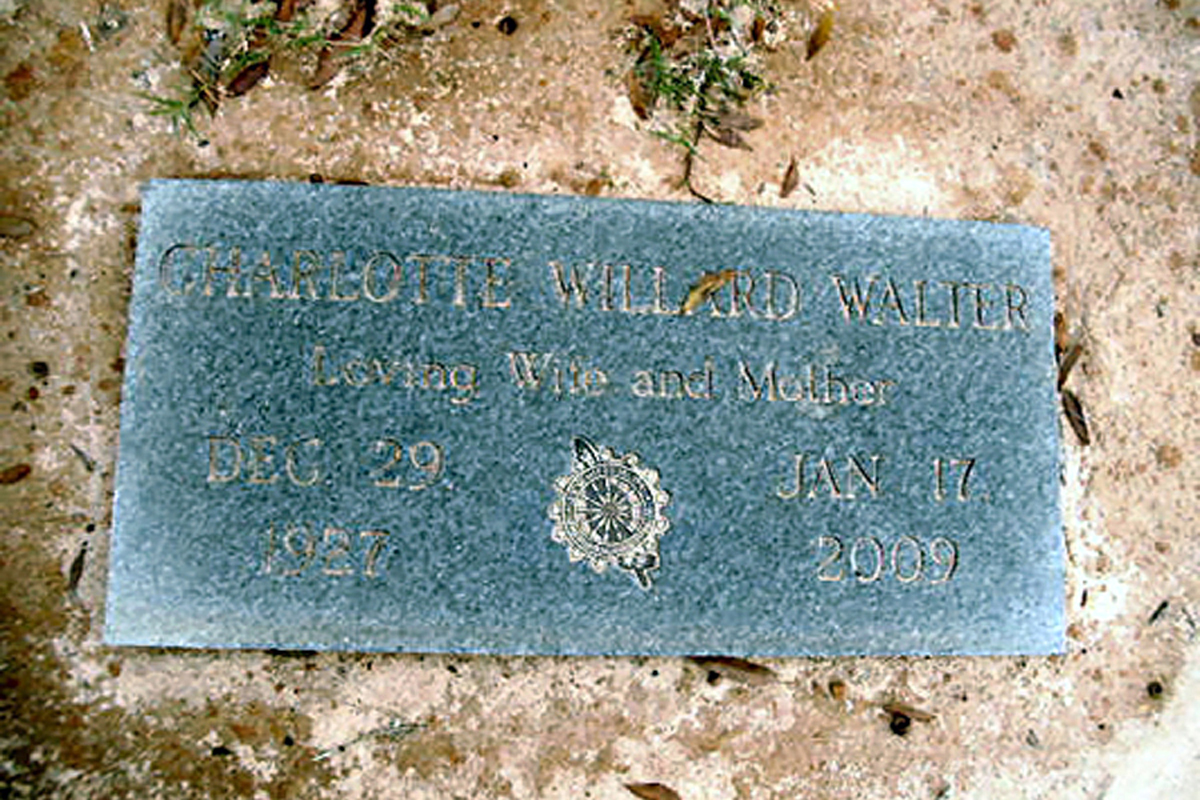 CHARLOTTE WILLARD WALTER
Loving Wife and Mother
DEC. 29 JAN 17,
1927 2009